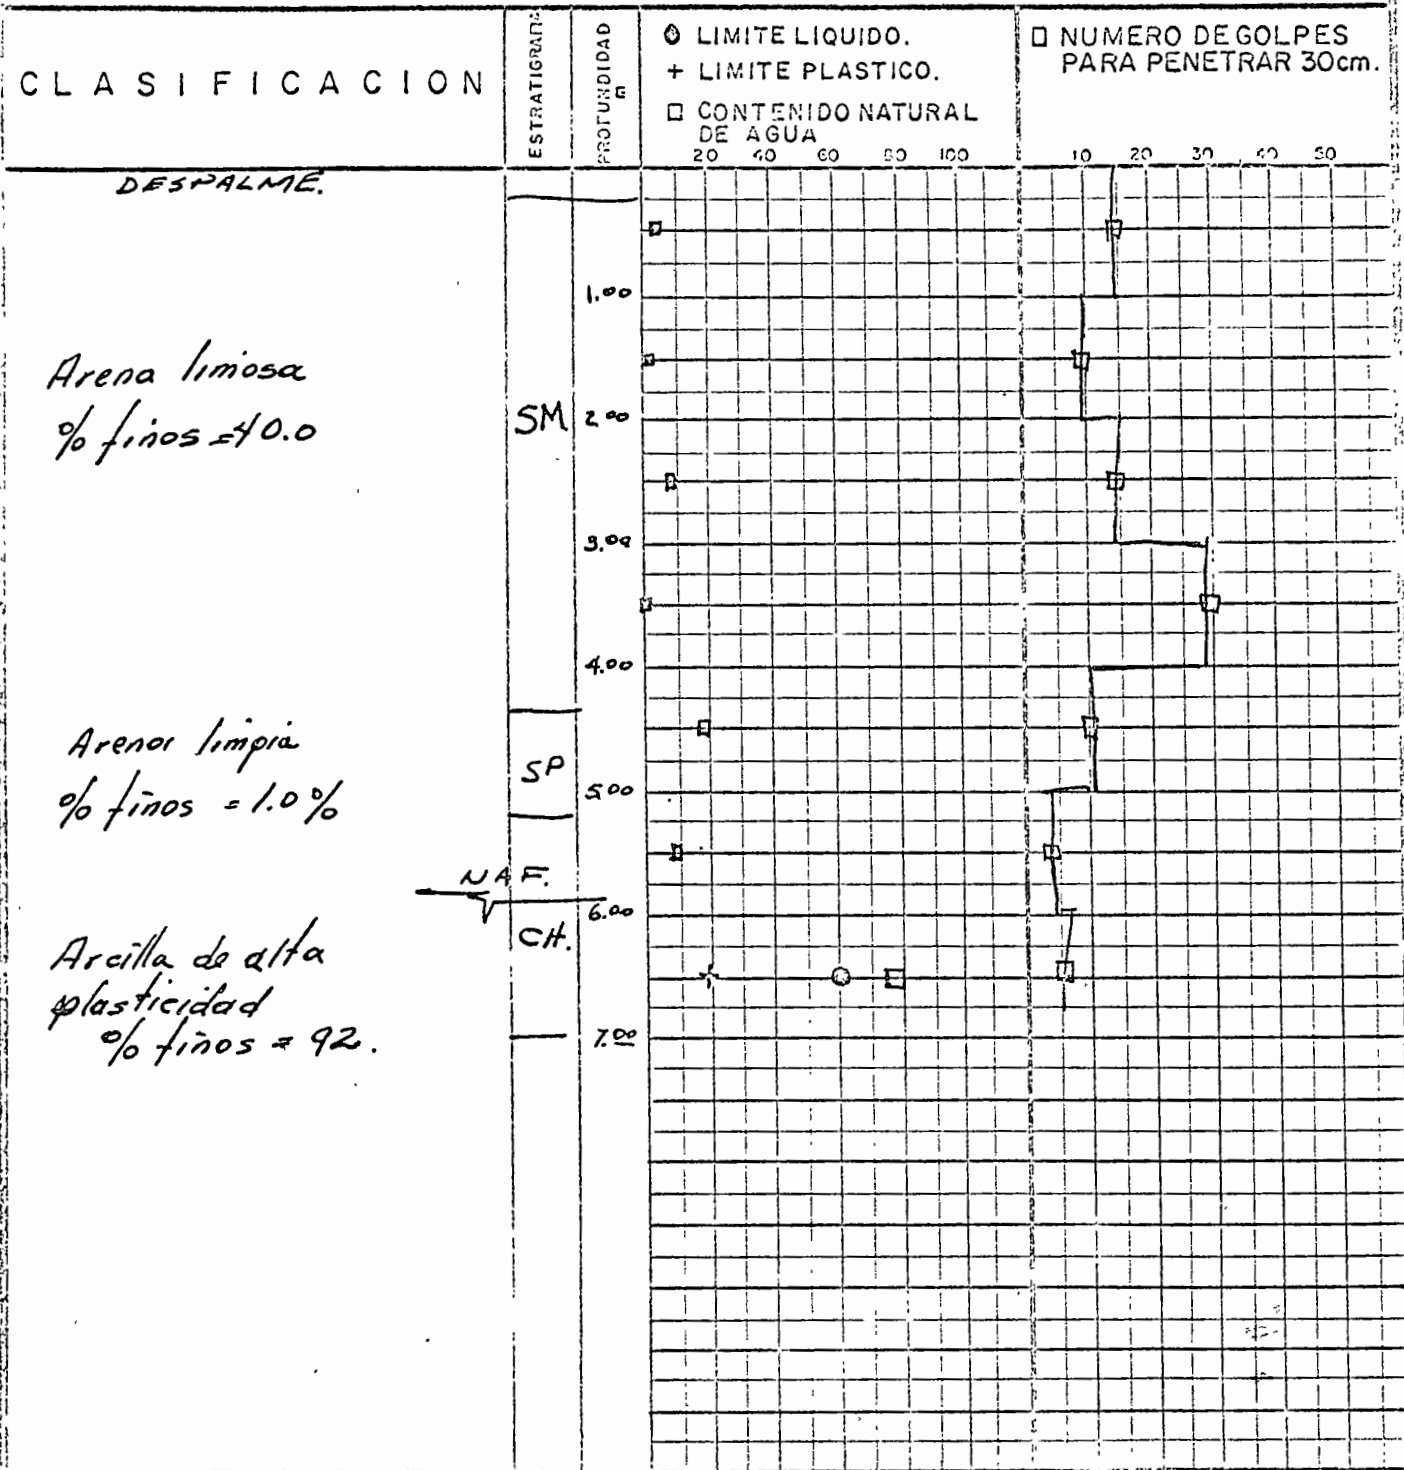 CLASIFICACION
ESTRATIGRAFIA
PROFUNDIDAD
LIMITE LIQUIDO.
+ LIMITE PLASTICO.
CONTENIDO NATURAL
DE AGUA
20 40 60 80 100
NUMERO DE GOLPES
PARA PENETRAR 30cm.
10 20 30 40 50
DESPALME.
1.00
Arena limosa
% finos = 40.0
SM
2.00
3.00
4.00
Arena limpia
% finos = 1.0 %
SP
5.00
NAF.
6.00
CH.
Arcilla de alta
plasticidad
% finos = 92.
7.00